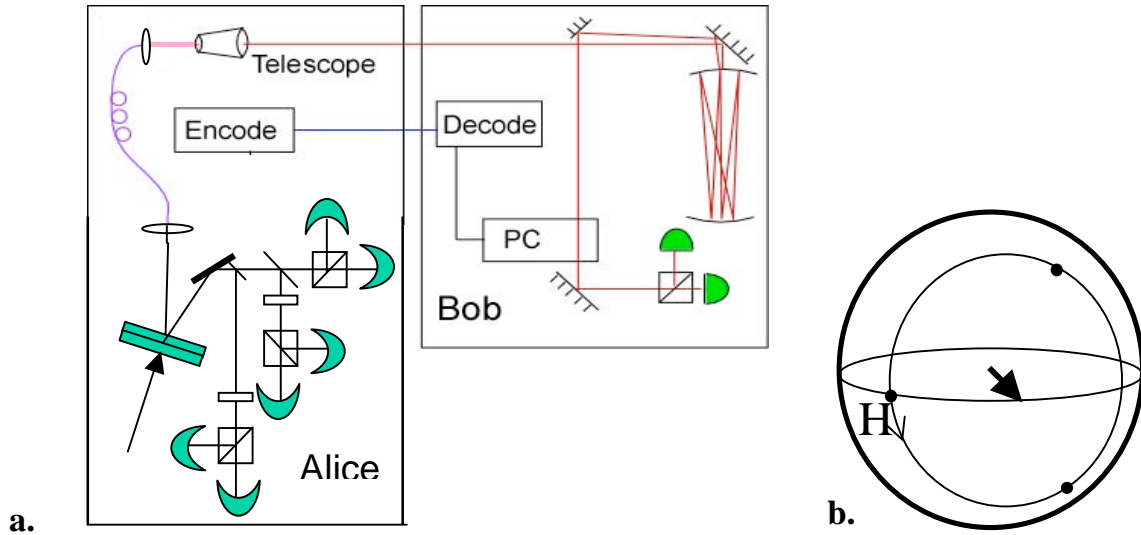 Telescope
Encode
Decode
PC
Bob
Alice
H
a.
b.